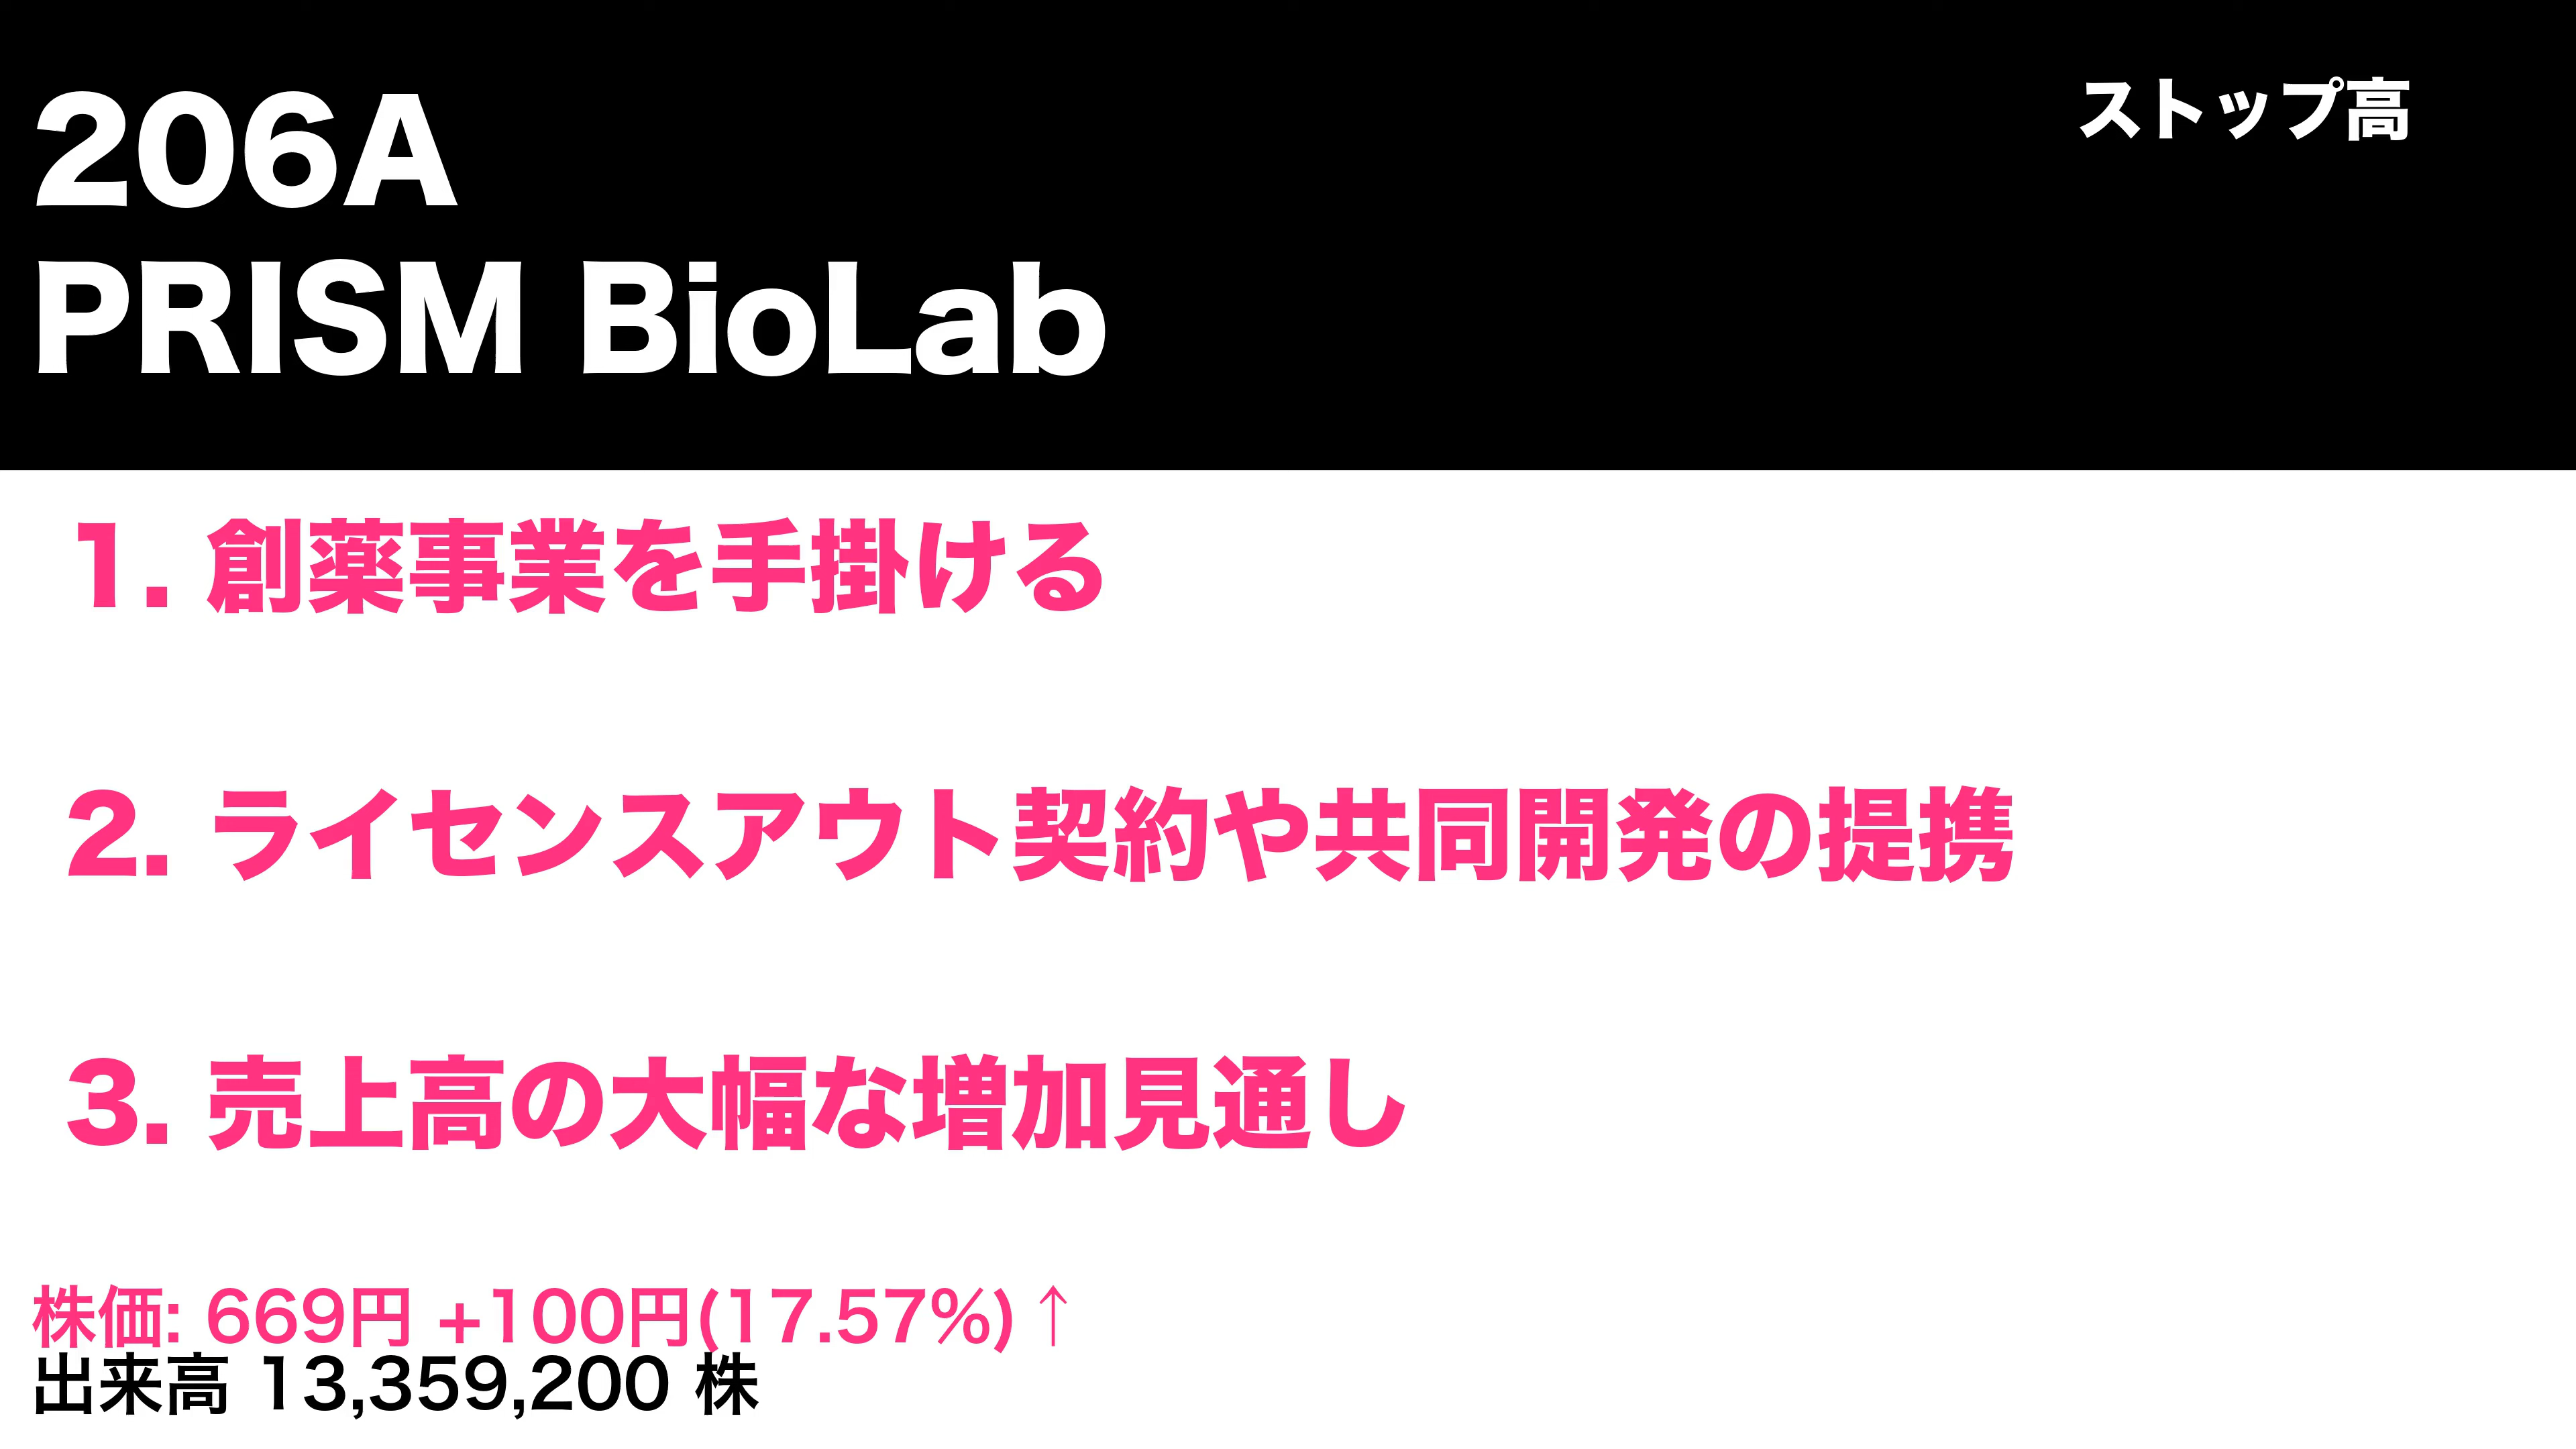 206A
PRISM BioLab
ストップ高
1. 創薬事業を手掛ける
2. ライセンスアウト契約や共同開発の提携
3. 売上高の大幅な増加見通し
株価: 669円 +100円(17.57%)↑
出来高 13,359,200 株